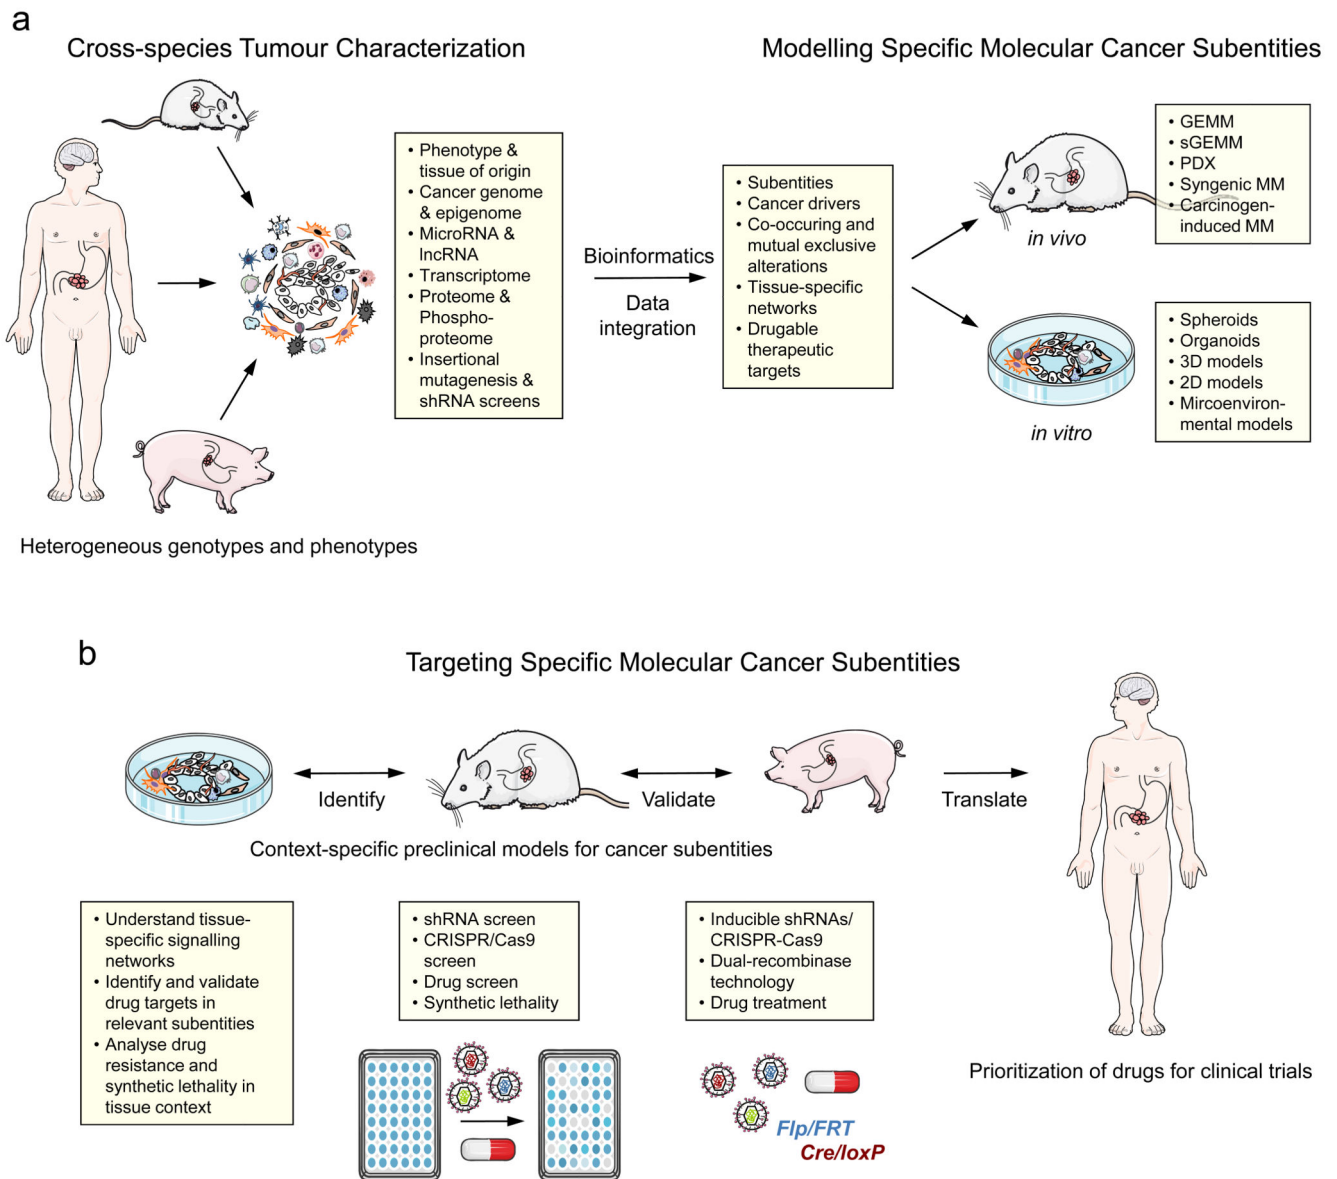 a
Cross-species Tumour Characterization
Modelling Specific Molecular Cancer Subentities
• Phenotype &
tissue of origin
• Cancer genome
& epigenome
• MicroRNA &
lncRNA
• Transcriptome
• Proteome &
Phospho-
proteome
• Insertional
mutagenesis &
shRNA screens
Bioinformatics
Data
integration
• Subentities
• Cancer drivers
• Co-occuring and
mutual exclusive
alterations
• Tissue-specific
networks
• Drugable
therapeutic
targets
in vivo
• GEMM
• sGEMM
• PDX
• Syngenic MM
• Carcinogen-
induced MM
in vitro
• Spheroids
• Organoids
• 3D models
• 2D models
• Mircoenviron-
mental models
Heterogeneous genotypes and phenotypes
b
Targeting Specific Molecular Cancer Subentities
Identify
Validate
Translate
Context-specific preclinical models for cancer subentities
• Understand tissue-
specific signalling
networks
• Identify and validate
drug targets in
relevant subentities
• Analyse drug
resistance and
synthetic lethality in
tissue context
• shRNA screen
• CRISPR/Cas9
screen
• Drug screen
• Synthetic lethality
• Inducible shRNAs/
CRISPR-Cas9
• Dual-recombinase
technology
• Drug treatment
Flp/FRT
Cre/loxP
Prioritization of drugs for clinical trials